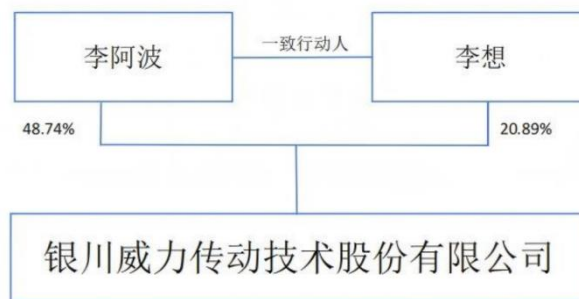 李阿波
一致行动人
李想
48.74%
20.89%
银川威力传动技术股份有限公司